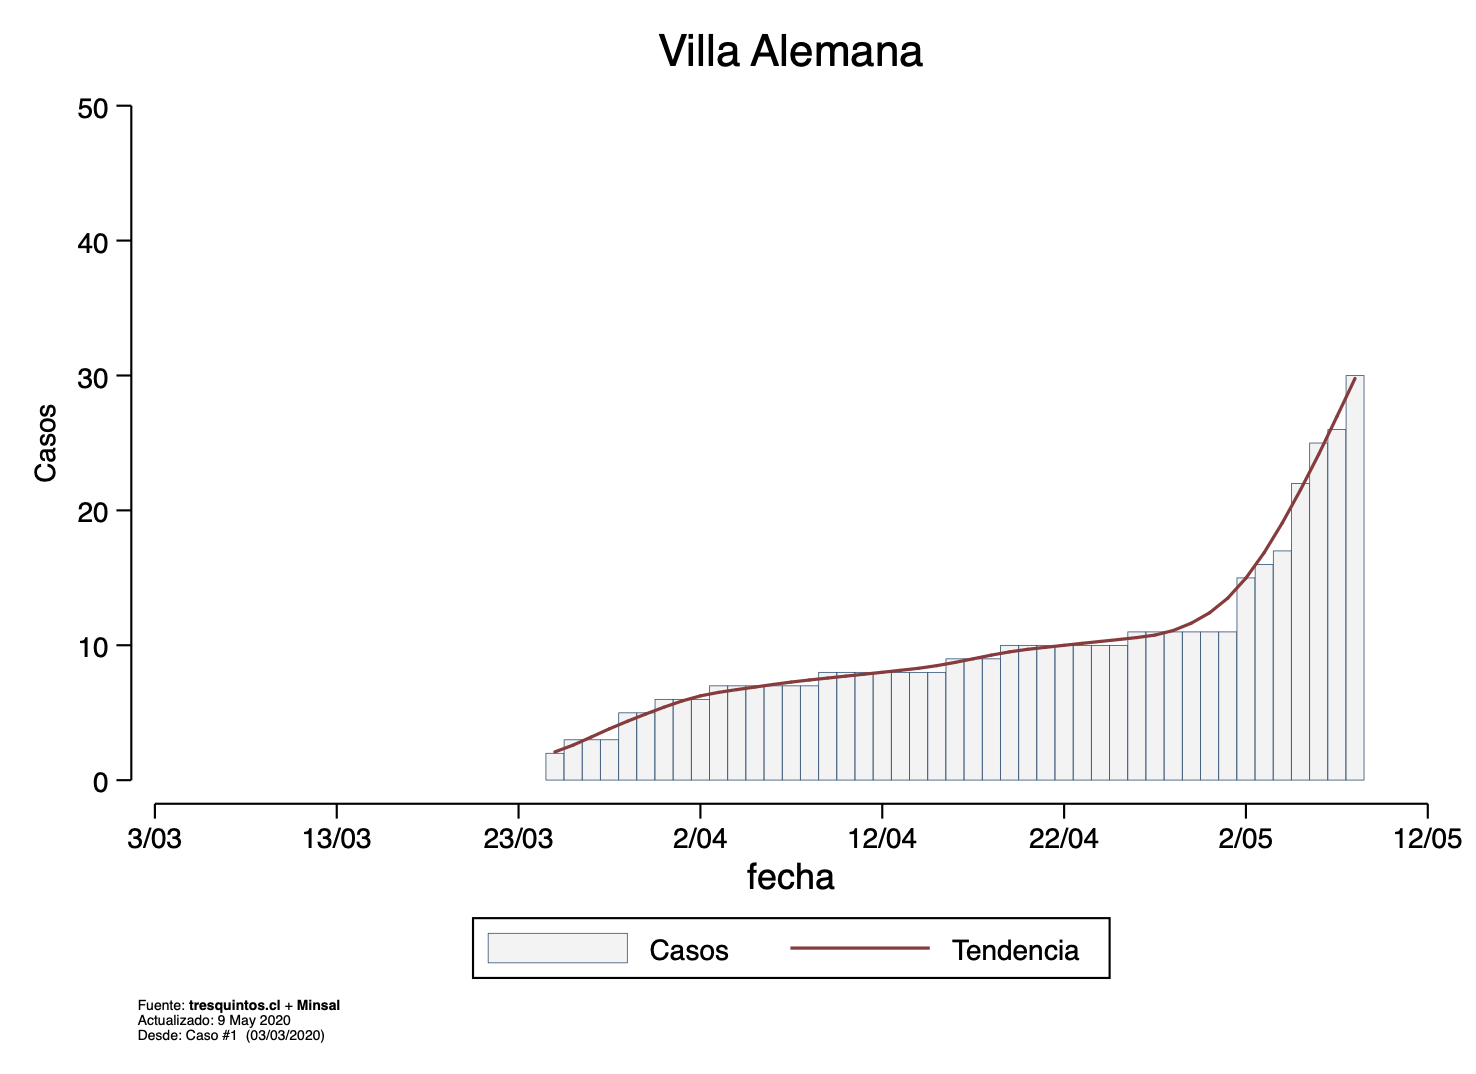 Villa Alemana
50
40
30
20
10
0
Casos
3/03 13/03 23/03 2/04 12/04 22/04 2/05 12/05
fecha
Casos Tendencia
Fuente: tresquintos.cl + Minsal
Actualizado: 9 May 2020
Desde: Caso #1 (03/03/2020)